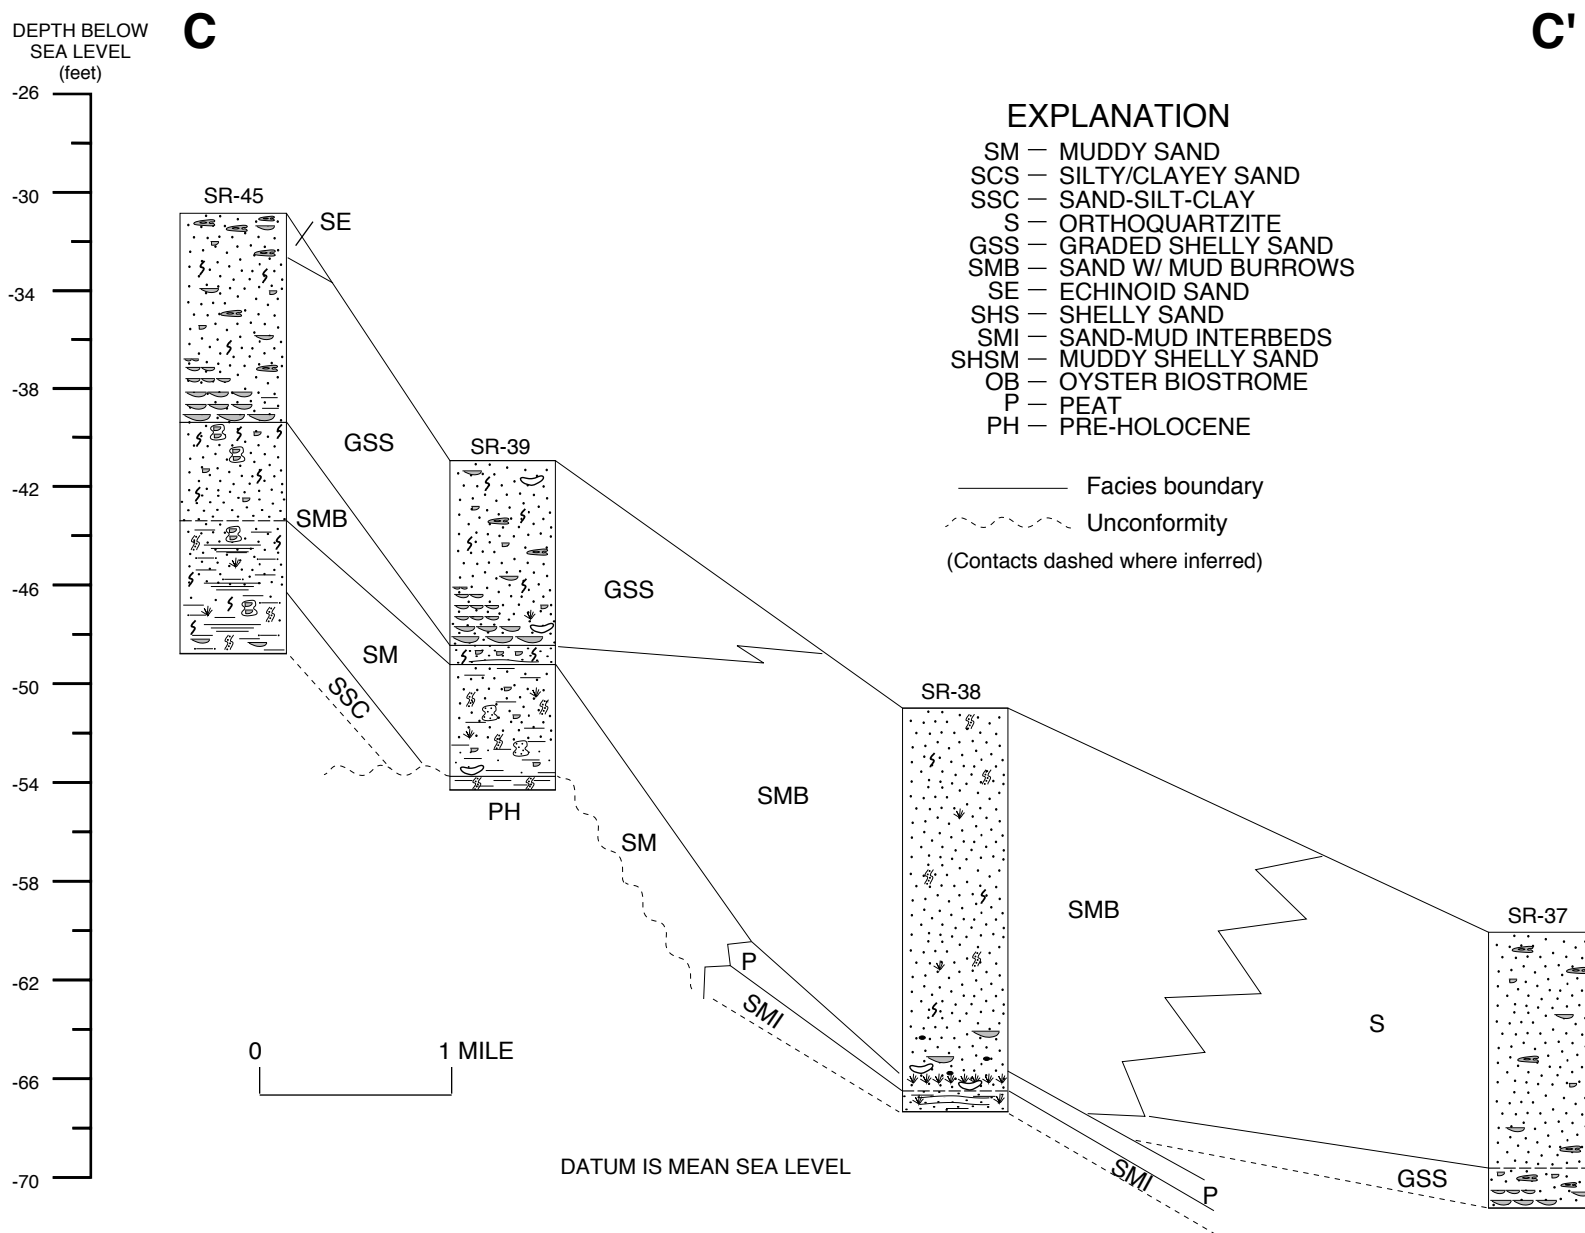 DEPTH BELOW
SEA LEVEL
(feet)
C
C'
-26
-30
-34
-38
-42
-46
-50
-54
-58
-62
-66
-70
EXPLANATION
SM — MUDDY SAND
SCS — SILTY/CLAYEY SAND
SSC — SAND-SILT-CLAY
S — ORTHOQUARTZITE
GSS — GRADED SHELLY SAND
SMB — SAND W/ MUD BURROWS
SE — ECHINOID SAND
SHS — SHELLY SAND
SMI — SAND-MUD INTERBEDS
SHSM — MUDDY SHELLY SAND
OB — OYSTER BIOSTROME
P — PEAT
PH — PRE-HOLOCENE
Facies boundary
Unconformity
(Contacts dashed where inferred)
SR-45
SE
GSS
SR-39
SMB
GSS
SM
SSC
SR-38
PH
SMB
SM
SMB
SR-37
P
SMI
S
0 1 MILE
DATUM IS MEAN SEA LEVEL
SMI
P
GSS